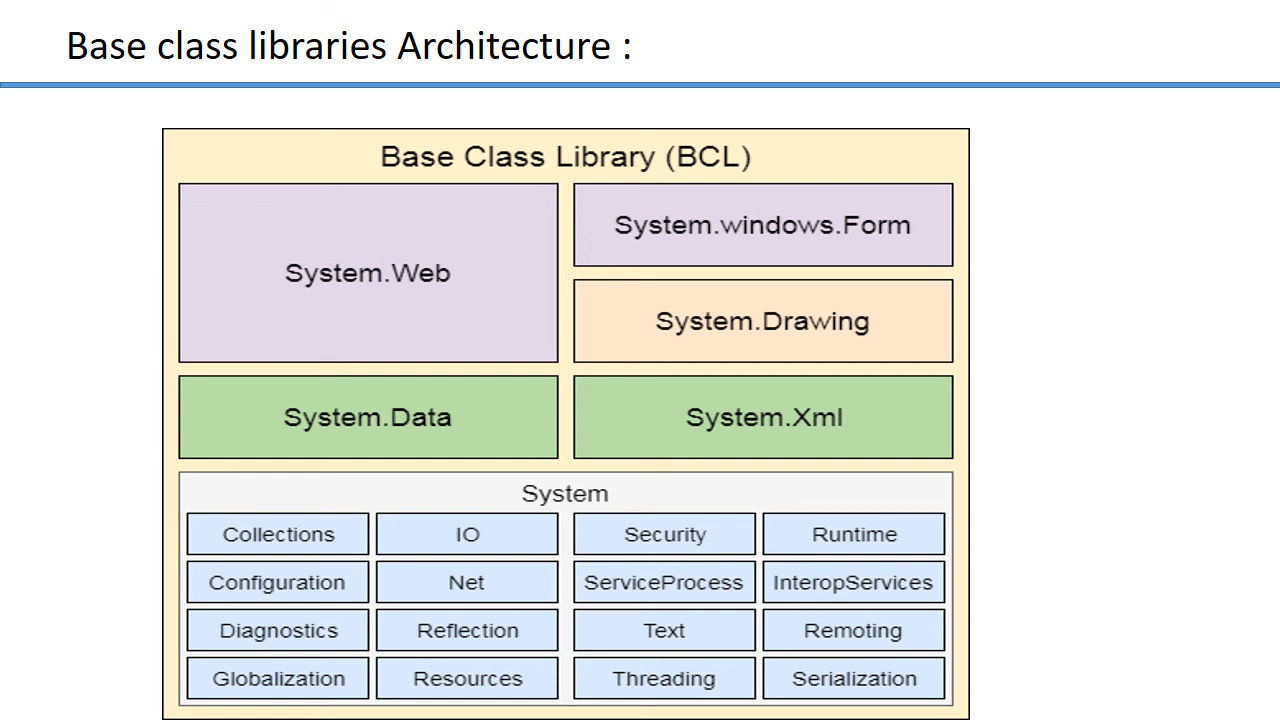 Base class libraries Architecture :
Base Class Library (BCL)
System.Web
System.windows.Form
System.Drawing
System.Data
System.Xml
System
Collections
IO
Security
Runtime
Configuration
Net
ServiceProcess
InteropServices
Diagnostics
Reflection
Text
Remoting
Globalization
Resources
Threading
Serialization